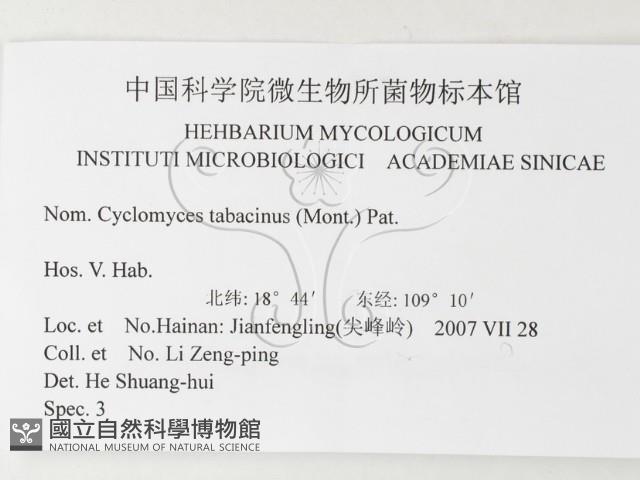 中国科学院微生物所菌物标本馆
HEHBARIUM MYCOLOGICUM
INSTITUTI MICROBIOLOGICI ACADEMIAE SINICAE
Nom. Cyclomyces tabacinus (Mont.) Pat.
Hos. V. Hab.
北纬: 18° 44′ 东经: 109° 10′
Loc. et No.Hainan: Jianfengling(尖峰岭) 2007 VII 28
Coll. et No. Li Zeng-ping
Det. He Shuang-hui
Spec. 3
國立自然科學博物館
NATIONAL MUSEUM OF NATURAL SCIENCE